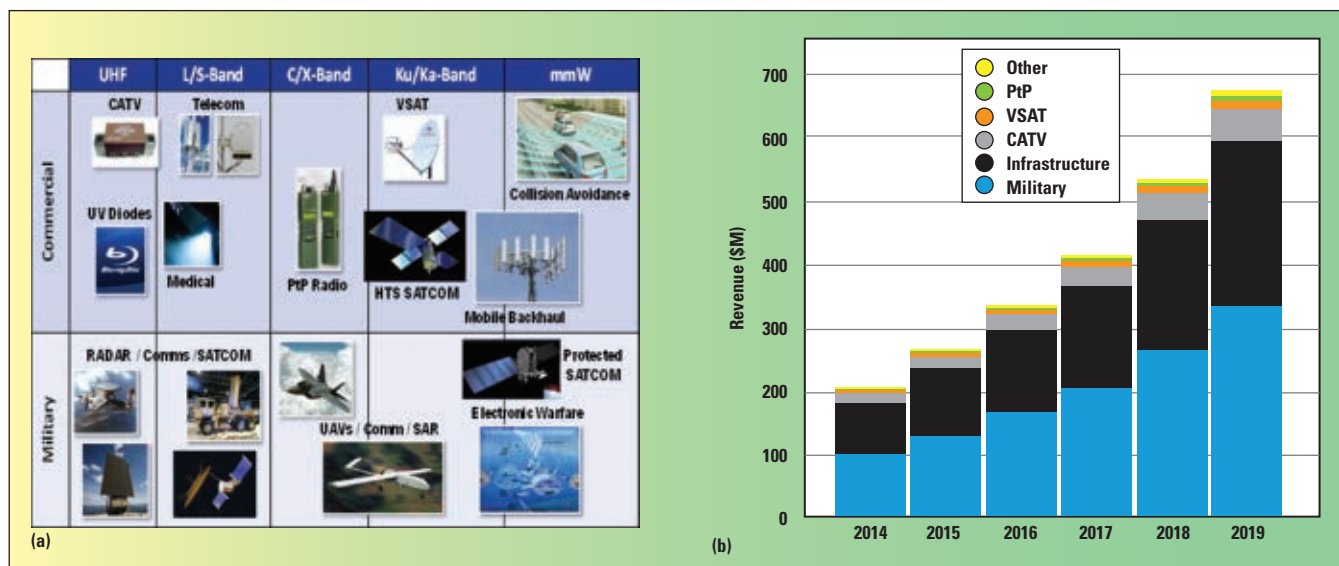 UHF
L/S-Band
C/X-Band
Ku/Ka-Band
mmW
Commercial
CATV
Telecom
VSAT
Collision Avoidance
UV Diodes
Medical
PtP Radio
HTS SATCOM
Mobile Backhaul
Military
RADAR / Comms / SATCOM
Protected
SATCOM
Electronic Warfare
UAVs / Comm / SAR
(a)
Revenue ($M)
700
600
500
400
300
200
100
0
Other
PtP
VSAT
CATV
Infrastructure
Military
2014
2015
2016
2017
2018
2019
(b)